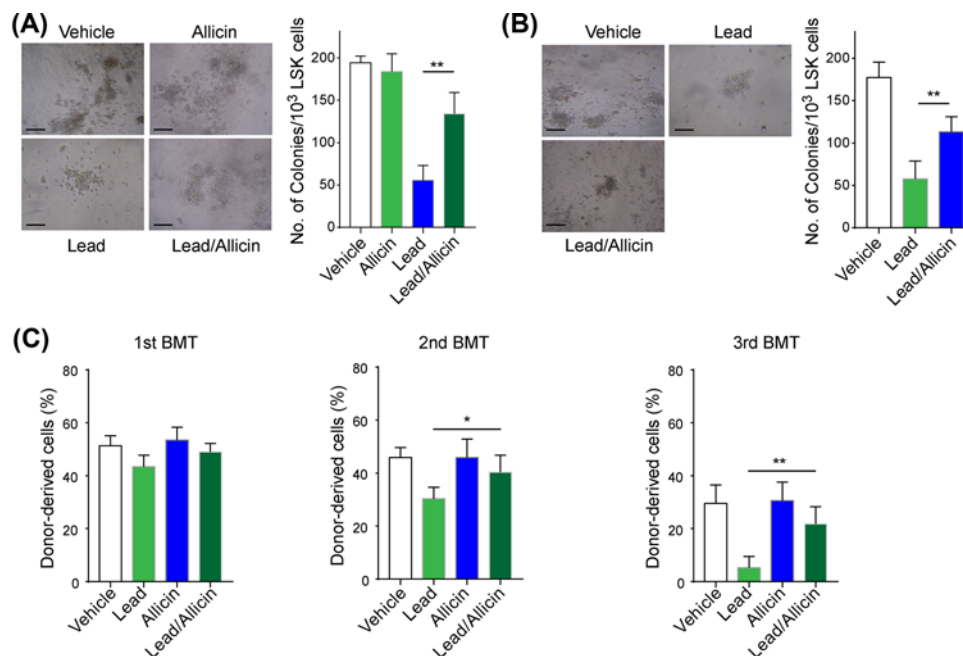 (A)
Vehicle
Allicin
Lead
Lead/Allicin
No. of Colonies/10³ LSK cells
200
150
100
50
0
**
Vehicle
Allicin
Lead
Lead/Allicin
(B)
Vehicle
Lead
Lead/Allicin
No. of Colonies/10³ LSK cells
200
150
100
50
0
**
Vehicle
Lead
Lead/Allicin
(C)
1st BMT
Donor-derived cells (%)
80
60
40
20
0
Vehicle
Lead
Allicin
Lead/Allicin
2nd BMT
Donor-derived cells (%)
80
60
40
20
0
*
Vehicle
Lead
Allicin
Lead/Allicin
3rd BMT
Donor-derived cells (%)
80
60
40
20
0
**
Vehicle
Lead
Allicin
Lead/Allicin